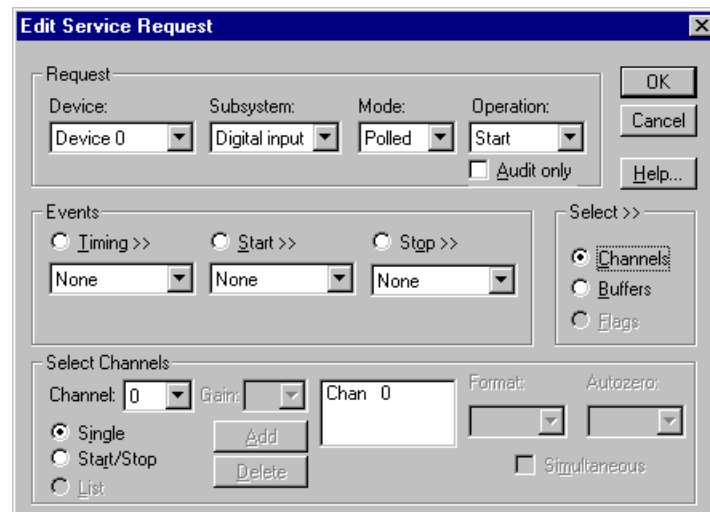 Edit Service Request
Request
OK
Device: Subsystem: Mode: Operation:
Cancel
Device 0 Digital input Polled Start
Audit only
Help...
Events
Select >>
Timing >> Start >> Stop >>
Channels
None None None
Buffers
Flags
Select Channels
Channel: 0 Gain: Chan 0 Format: Autozero:
Single
Add
Start/Stop
Delete
Simultaneous
List